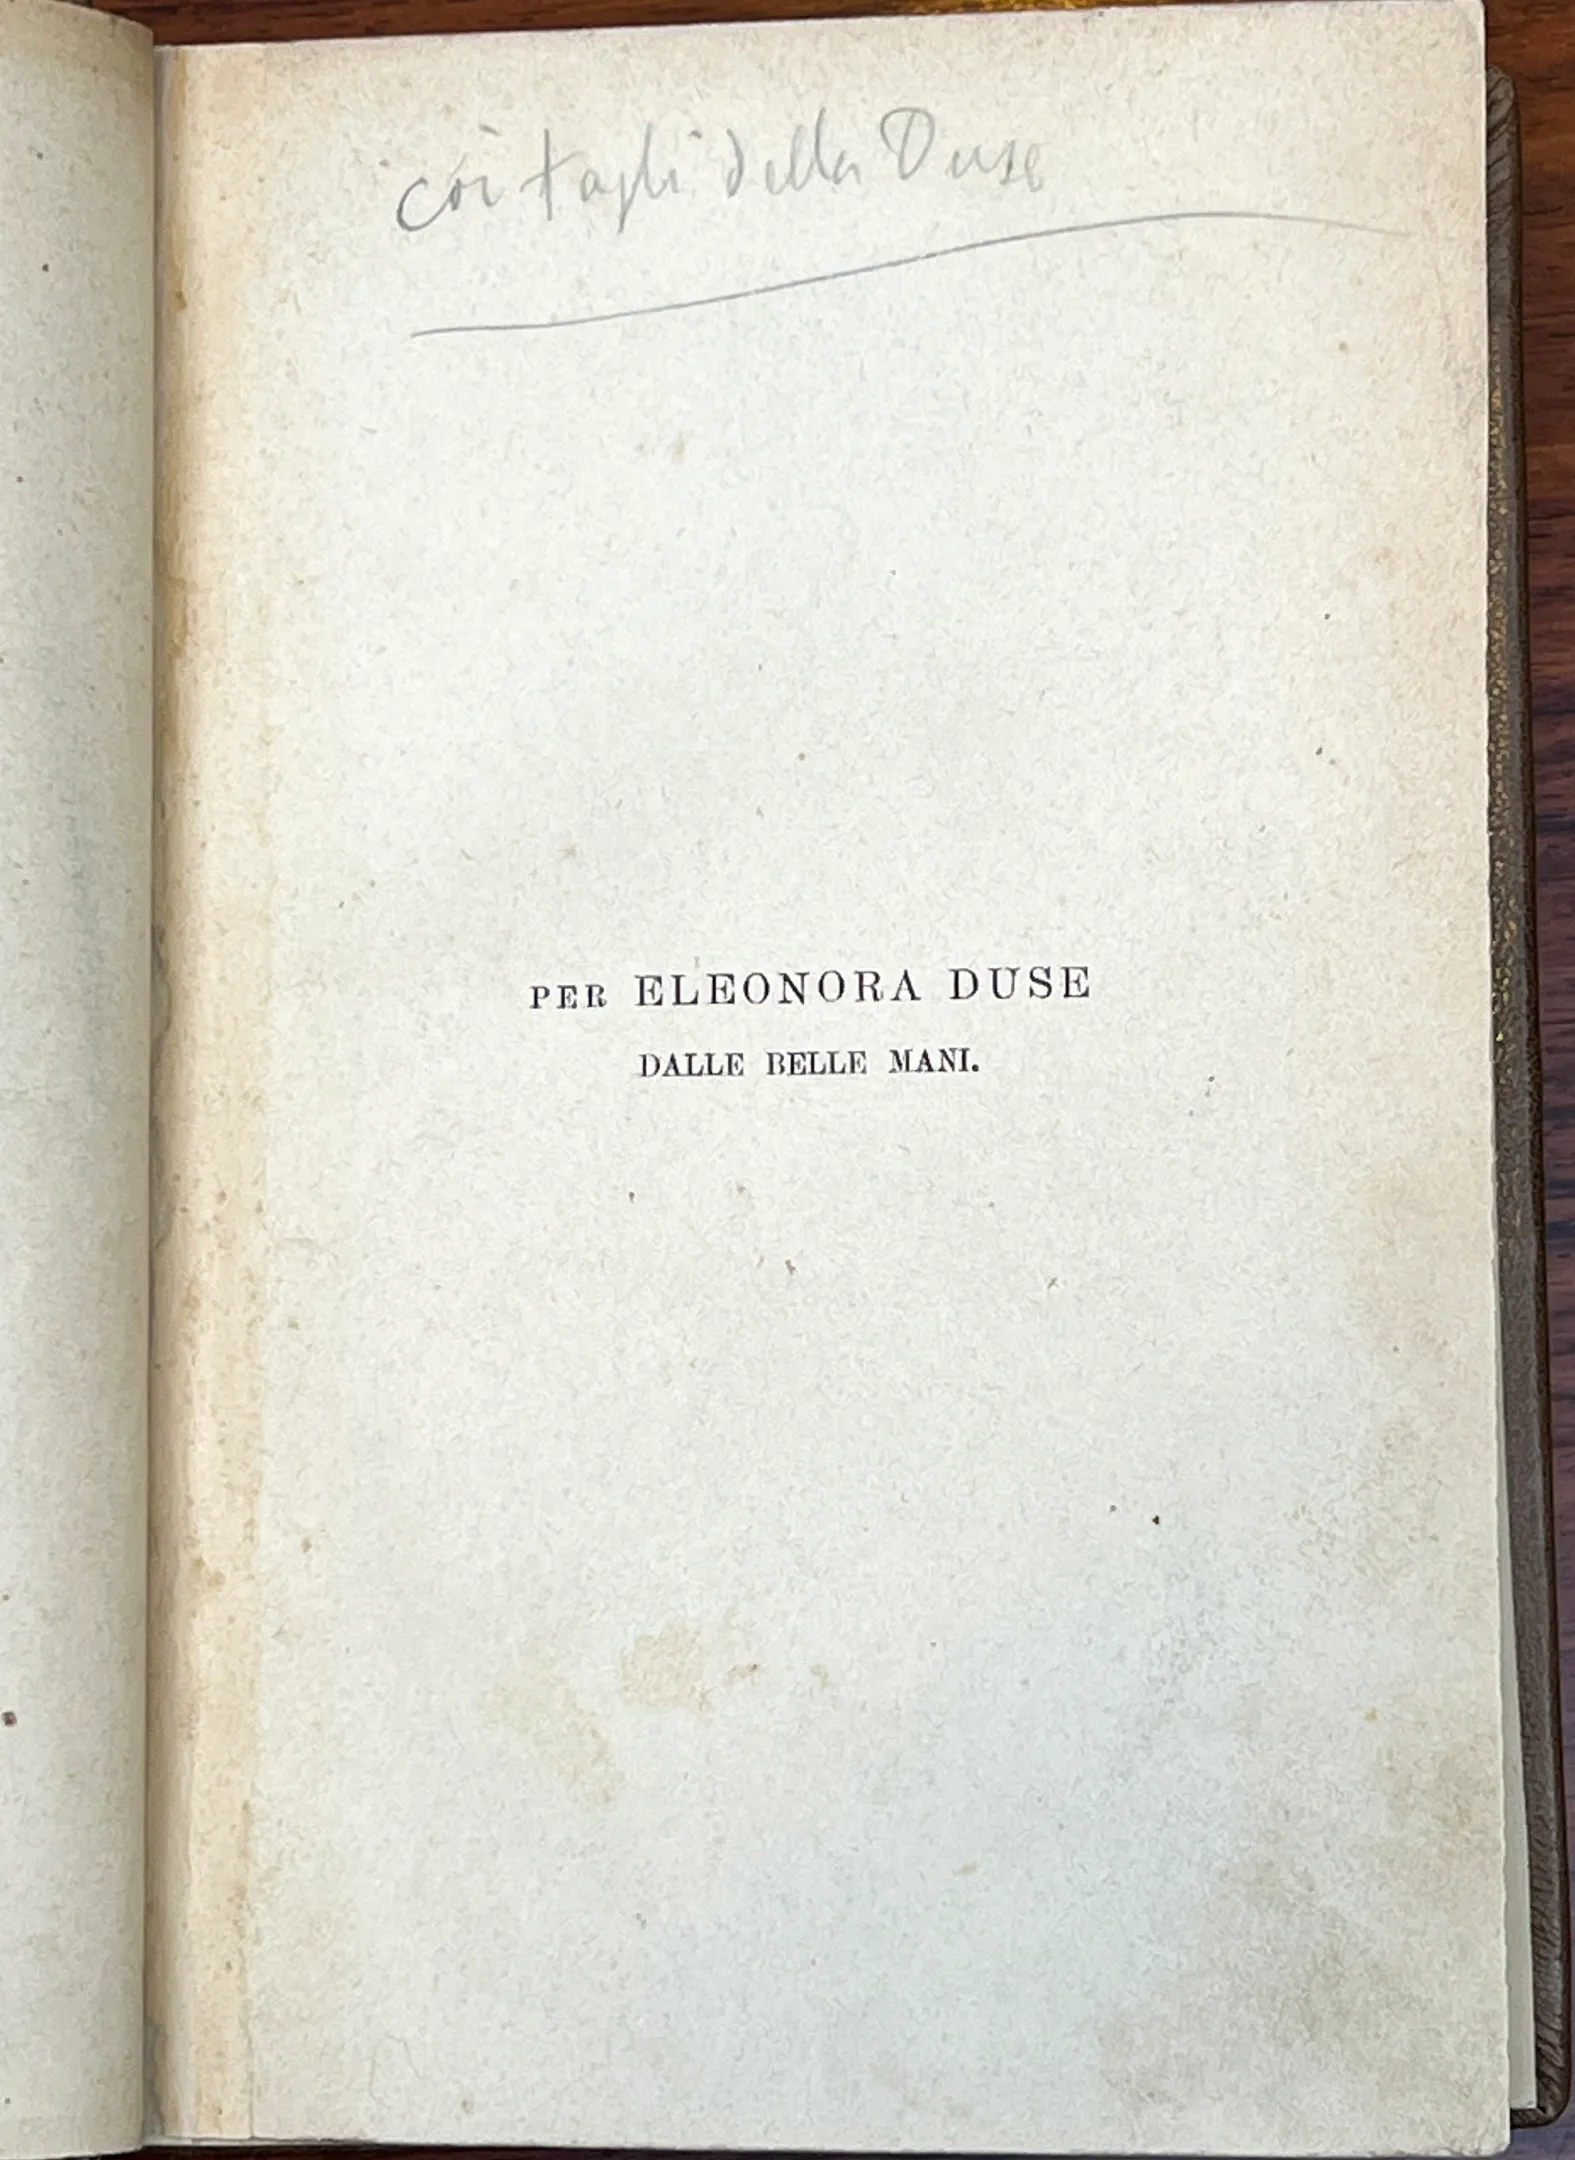 coi tagli della Duse
PER ELEONORA DUSE
DALLE BELLE MANI.